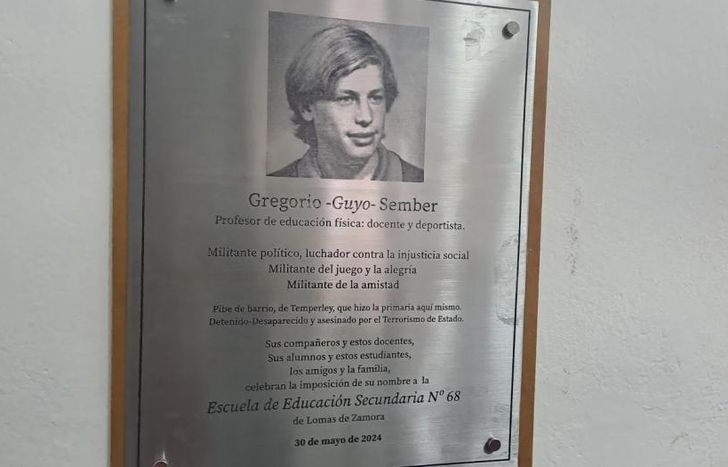 Gregorio -Guyo- Sember
Profesor de educación física: docente y deportista.
Militante político, luchador contra la injusticia social
Militante del juego y la alegría
Militante de la amistad
Pibe de barrio, de Temperley, que hizo la primaria aquí mismo.
Detenido-Desaparecido y asesinado por el Terrorismo de Estado.
Sus compañeros y estos docentes,
Sus alumnos y estos estudiantes,
los amigos y la familia,
celebran la imposición de su nombre a la
Escuela de Educación Secundaria Nº 68
de Lomas de Zamora
30 de mayo de 2024